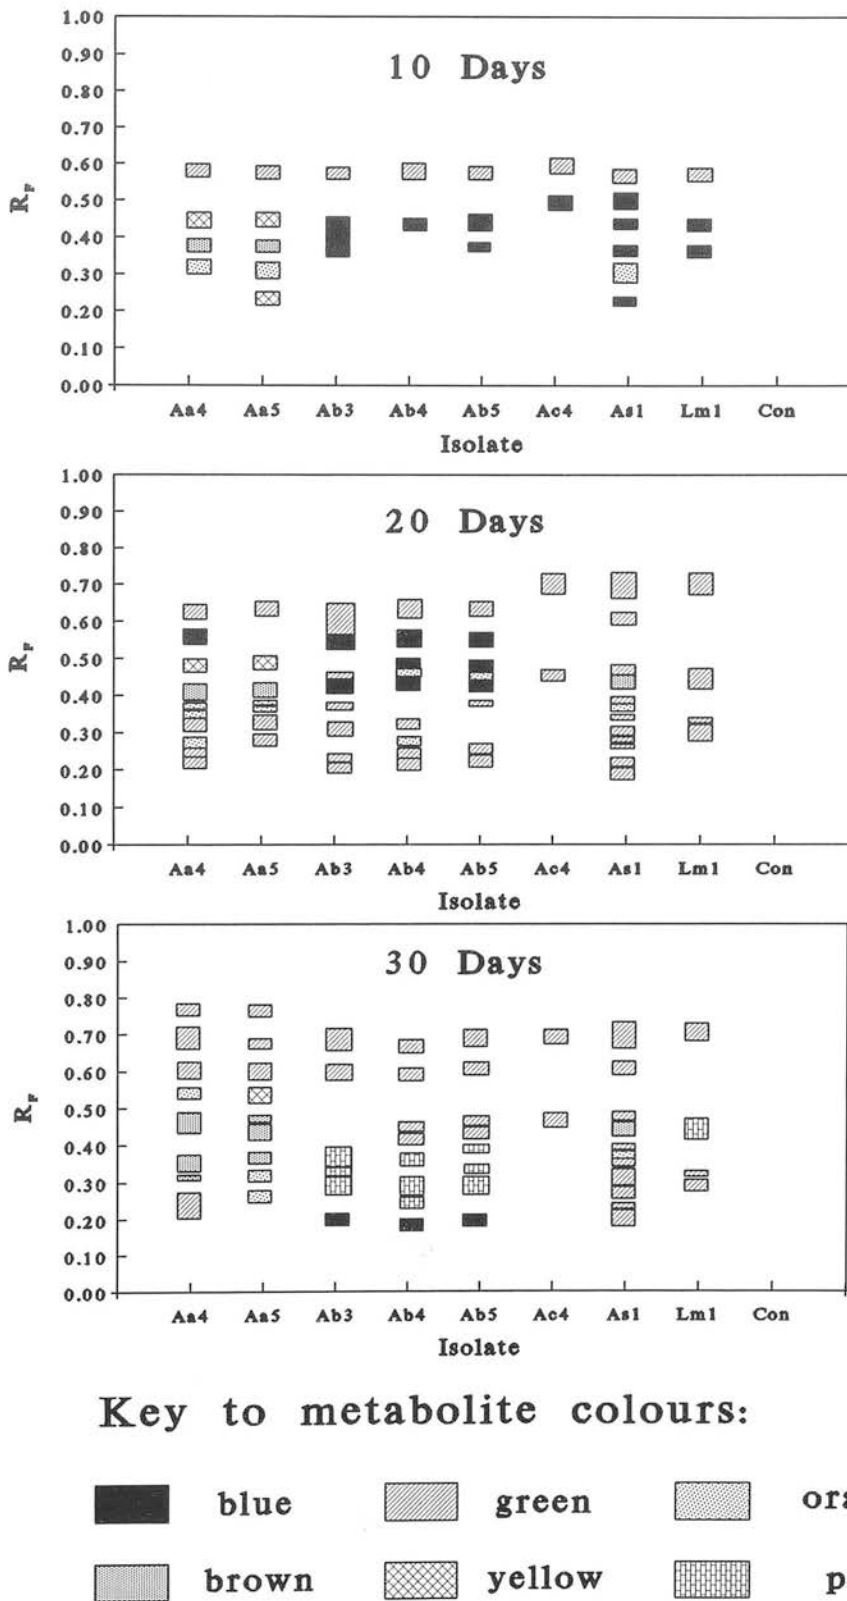 1.00
0.90
0.80
0.70
0.60
0.50
0.40
0.30
0.20
0.10
0.00
R_F
10 Days
Aa4 Aa5 Ab3 Ab4 Ab5 Ac4 As1 Lm1 Con
Isolate
1.00
0.90
0.80
0.70
0.60
0.50
0.40
0.30
0.20
0.10
0.00
R_F
20 Days
Aa4 Aa5 Ab3 Ab4 Ab5 Ac4 As1 Lm1 Con
Isolate
1.00
0.90
0.80
0.70
0.60
0.50
0.40
0.30
0.20
0.10
0.00
R_F
30 Days
Aa4 Aa5 Ab3 Ab4 Ab5 Ac4 As1 Lm1 Con
Isolate
Key to metabolite colours:
blue green ora
brown yellow p